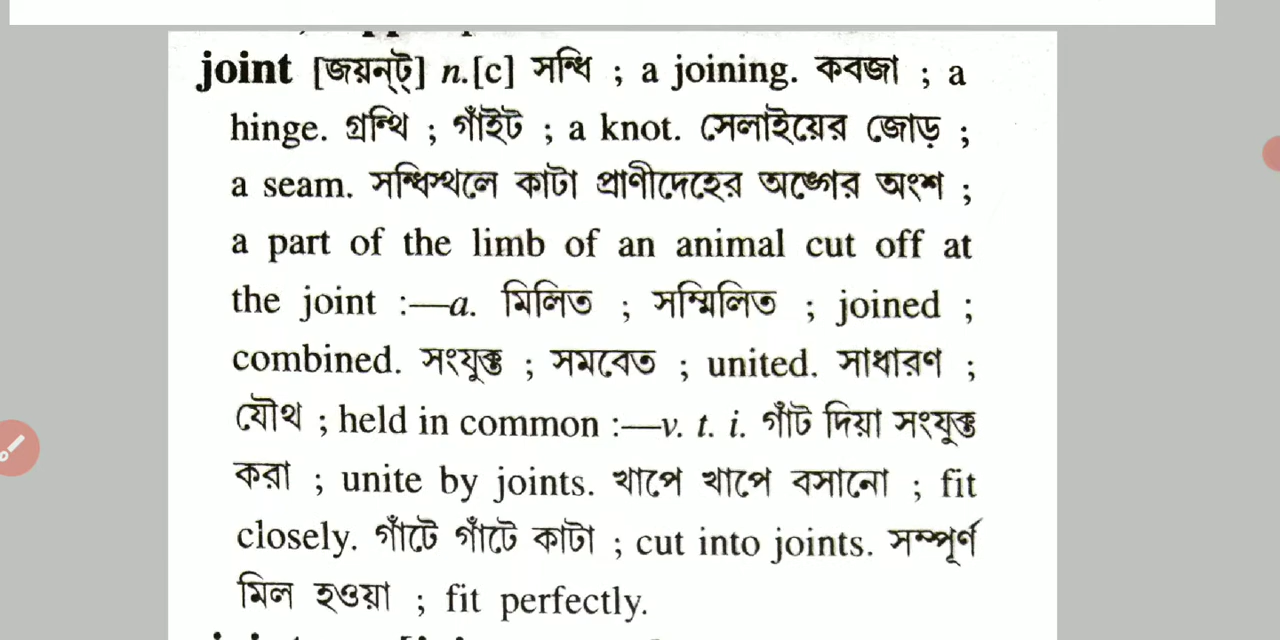 joint [জয়ন্‌ট্] n.[c] সন্ধি ; a joining. কবজা ; a
hinge. গ্রন্থি ; গাঁইট ; a knot. সেলাইয়ের জোড় ;
a seam. সন্ধিস্থলে কাটা প্রাণীদেহের অঙ্গের অংশ ;
a part of the limb of an animal cut off at
the joint :—a. মিলিত ; সম্মিলিত ; joined ;
combined. সংযুক্ত ; সমবেত ; united. সাধারণ ;
যৌথ ; held in common :—v. t. i. গাঁট দিয়া সংযুক্ত
করা ; unite by joints. খাপে খাপে বসানো ; fit
closely. গাঁটে গাঁটে কাটা ; cut into joints. সম্পূর্ণ
মিল হওয়া ; fit perfectly.